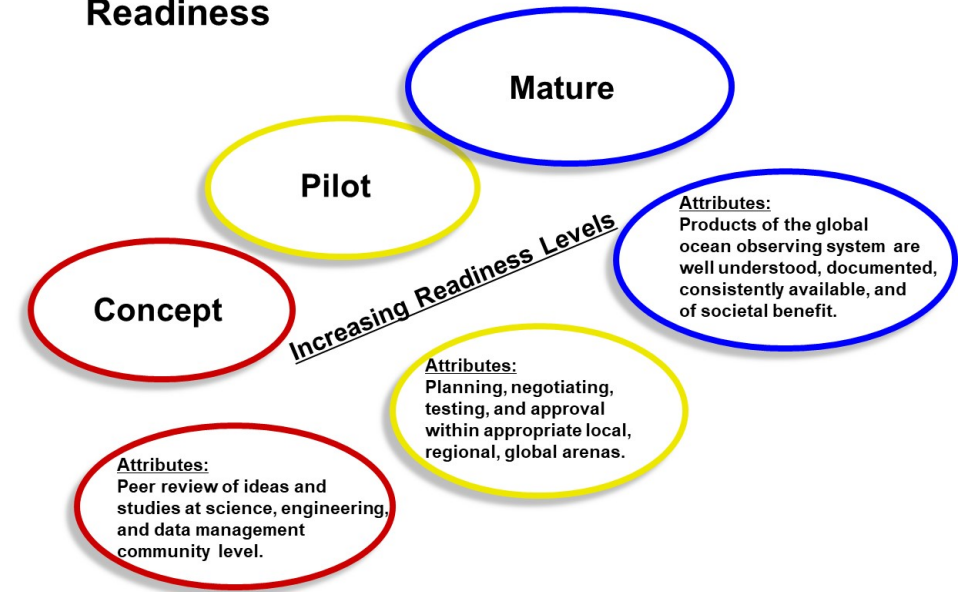 Readiness
Mature
Pilot
Concept
Increasing Readiness Levels
Attributes:
Products of the global
ocean observing system are
well understood, documented,
consistently available, and
of societal benefit.
Attributes:
Planning, negotiating,
testing, and approval
within appropriate local,
regional, global arenas.
Attributes:
Peer review of ideas and
studies at science, engineering,
and data management
community level.